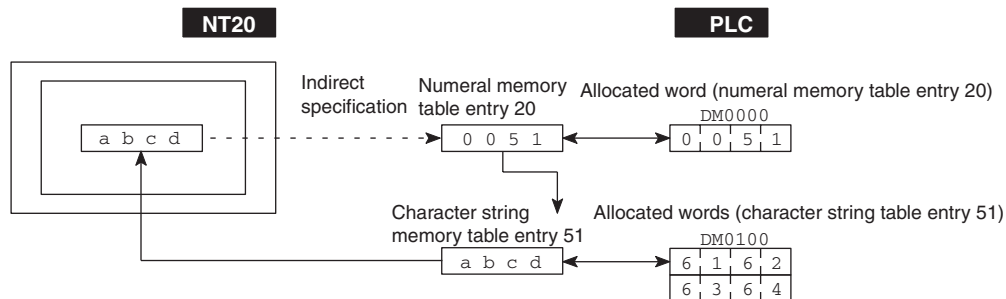 NT20
PLC
Indirect
specification
Numeral memory
table entry 20
Allocated word (numeral memory table entry 20)
DM0000
a b c d
0 0 5 1
0 0 5 1
Character string
memory table entry 51
Allocated words (character string table entry 51)
DM0100
a b c d
6 1 6 2
6 3 6 4